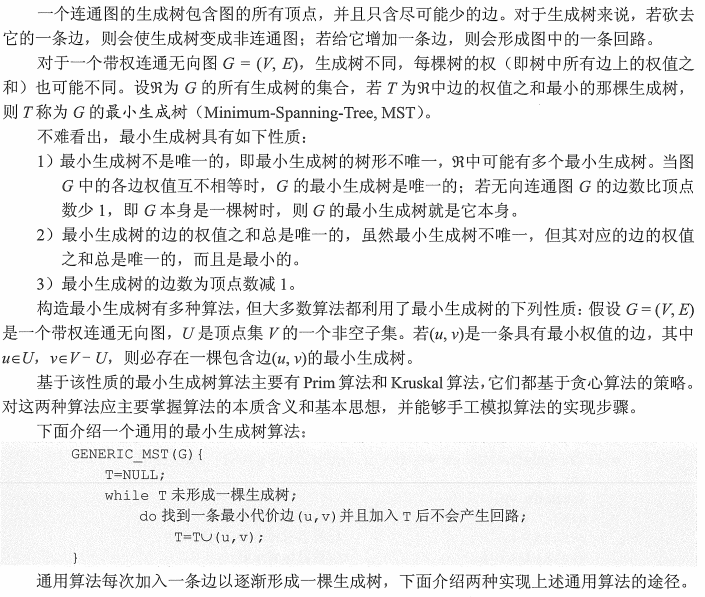 一个连通图的生成树包含图的所有顶点，并且只含尽可能少的边。对于生成树来说，若砍去
它的一条边，则会使生成树变成非连通图；若给它增加一条边，则会形成图中的一条回路。
对于一个带权连通无向图 G = (V, E)，生成树不同，每棵树的权（即树中所有边上的权值之
和）也可能不同。设ℜ为 G 的所有生成树的集合，若 T 为ℜ中边的权值之和最小的那棵生成树，
则 T 称为 G 的最小生成树（Minimum-Spanning-Tree, MST）。
不难看出，最小生成树具有如下性质：
1）最小生成树不是唯一的，即最小生成树的树形不唯一，ℜ中可能有多个最小生成树。当图
G 中的各边权值互不相等时，G 的最小生成树是唯一的；若无向连通图 G 的边数比顶点
数少 1，即 G 本身是一棵树时，则 G 的最小生成树就是它本身。
2）最小生成树的边的权值之和总是唯一的，虽然最小生成树不唯一，但其对应的边的权值
之和总是唯一的，而且是最小的。
3）最小生成树的边数为顶点数减 1。
构造最小生成树有多种算法，但大多数算法都利用了最小生成树的下列性质：假设 G = (V, E)
是一个带权连通无向图，U 是顶点集 V 的一个非空子集。若(u, v)是一条具有最小权值的边，其中
u∈U，v∈V − U，则必存在一棵包含边(u, v)的最小生成树。
基于该性质的最小生成树算法主要有 Prim 算法和 Kruskal 算法，它们都基于贪心算法的策略。
对这两种算法应主要掌握算法的本质含义和基本思想，并能够手工模拟算法的实现步骤。
下面介绍一个通用的最小生成树算法：
GENERIC_MST(G){
T=NULL;
while T 未形成一棵生成树;
do 找到一条最小代价边(u,v)并且加入 T 后不会产生回路;
T=T∪(u,v);
}
通用算法每次加入一条边以逐渐形成一棵生成树，下面介绍两种实现上述通用算法的途径。